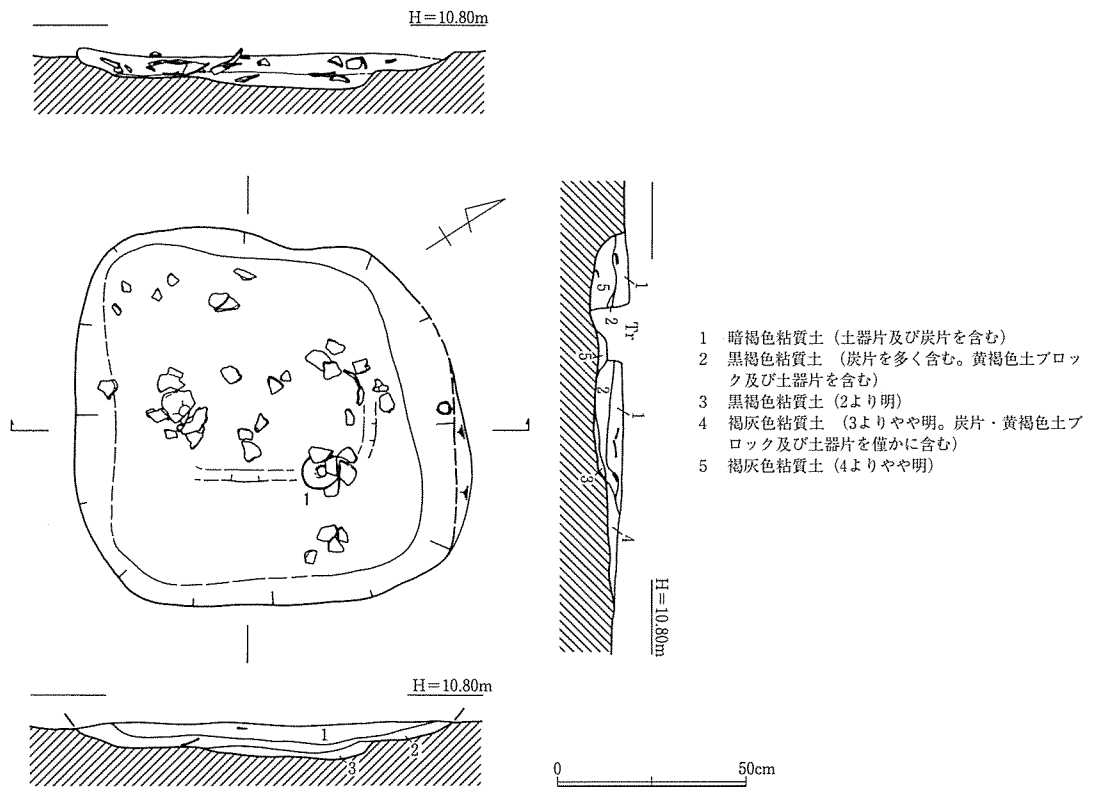 H＝10.80m
1
5
2
Tr
5
2
1
3
4
H＝10.80m
1
1　暗褐色粘質土（土器片及び炭片を含む）
2　黒褐色粘質土　（炭片を多く含む。黄褐色土ブロッ
ク及び土器片を含む）
3　黒褐色粘質土（2より明）
4　褐灰色粘質土　（3よりやや明。炭片・黄褐色土ブ
ロック及び土器片を僅かに含む）
5　褐灰色粘質土（4よりやや明）
H＝10.80m
1
2
3
0　50cm